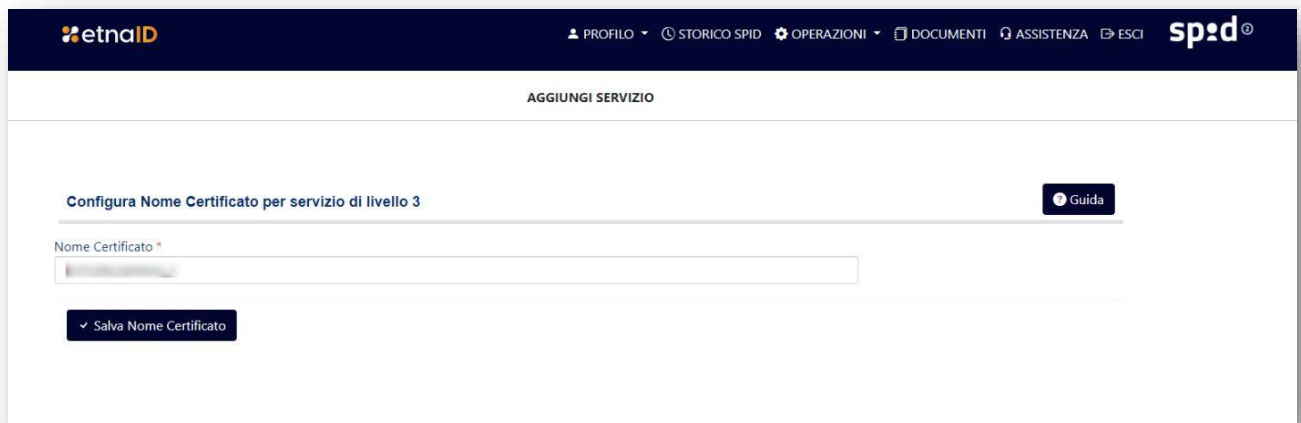 etnaID
PROFILO STORICO SPID OPERAZIONI DOCUMENTI ASSISTENZA ESCI spid 2
AGGIUNGI SERVIZIO
Configura Nome Certificato per servizio di livello 3
? Guida
Nome Certificato *
Salva Nome Certificato